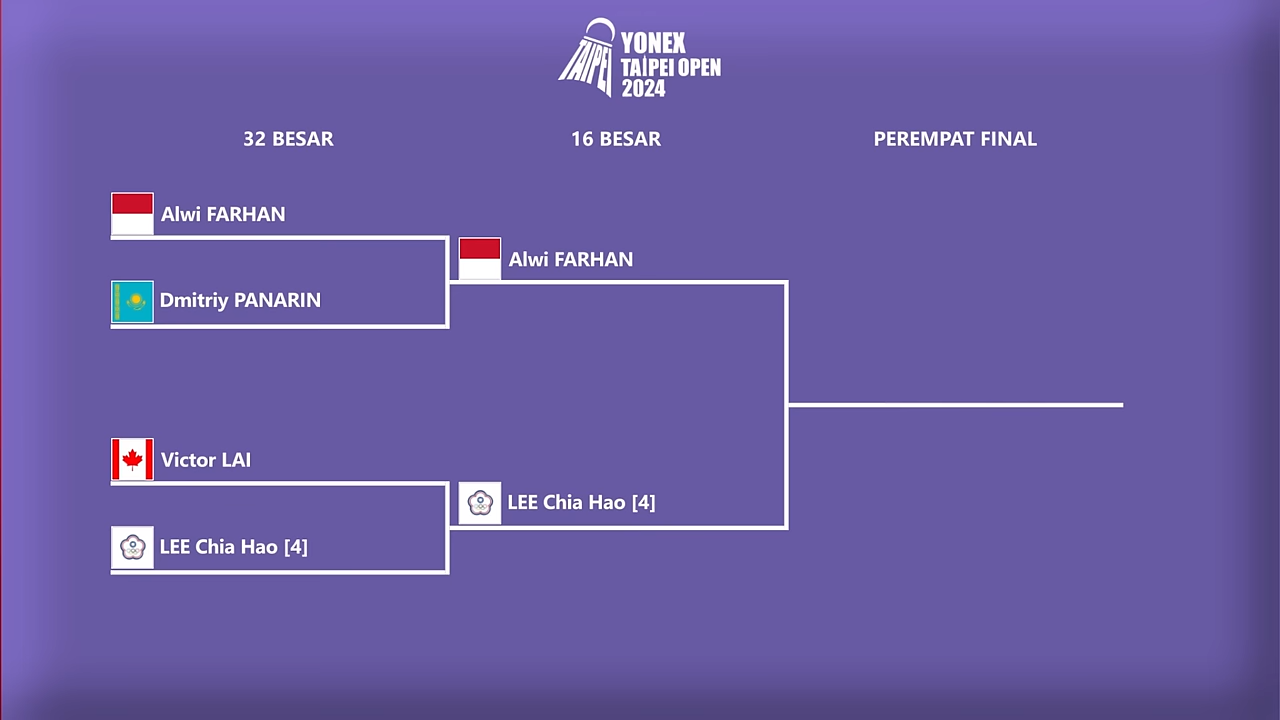 TAIPEI
YONEX
TAIPEI OPEN
2024
32 BESAR
16 BESAR
PEREMPAT FINAL
Alwi FARHAN
Dmitriy PANARIN
Alwi FARHAN
Victor LAI
LEE Chia Hao [4]
LEE Chia Hao [4]